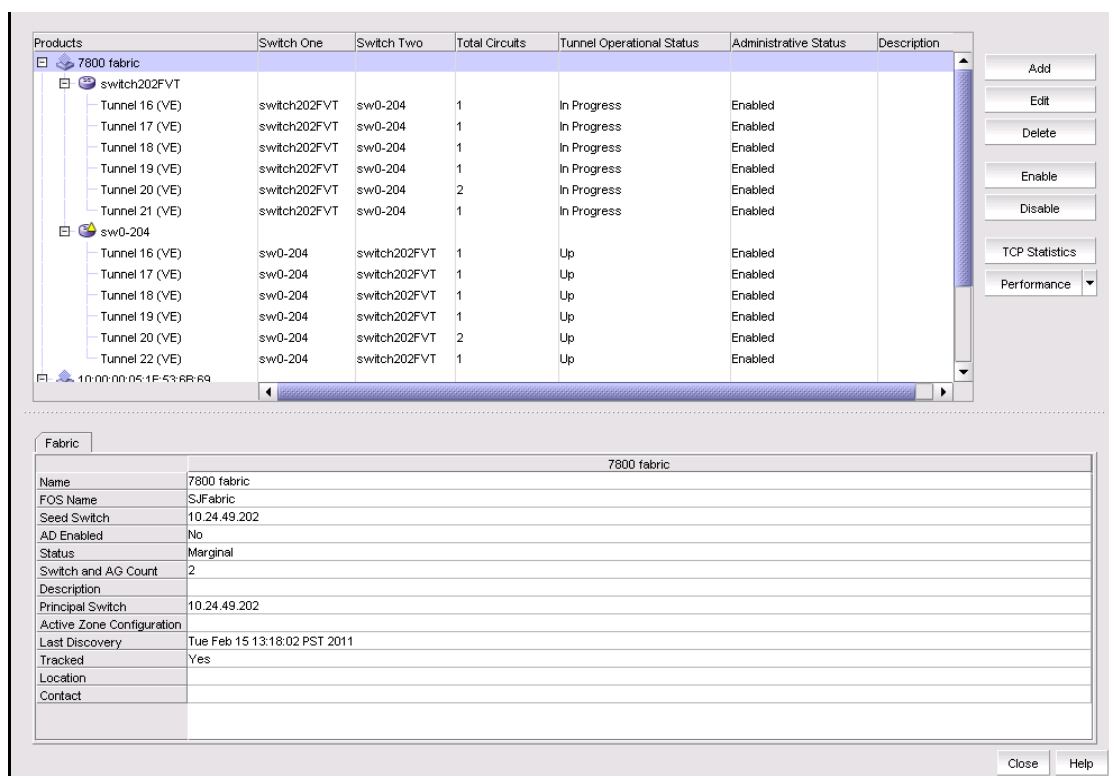 Products Switch One Switch Two Total Circuits Tunnel Operational Status Administrative Status Description
7800 fabric
switch202FVT
Tunnel 16 (VE) switch202FVT sw0-204 1 In Progress Enabled
Tunnel 17 (VE) switch202FVT sw0-204 1 In Progress Enabled
Tunnel 18 (VE) switch202FVT sw0-204 1 In Progress Enabled
Tunnel 19 (VE) switch202FVT sw0-204 1 In Progress Enabled
Tunnel 20 (VE) switch202FVT sw0-204 2 In Progress Enabled
Tunnel 21 (VE) switch202FVT sw0-204 1 In Progress Enabled
sw0-204
Tunnel 16 (VE) sw0-204 switch202FVT 1 Up Enabled
Tunnel 17 (VE) sw0-204 switch202FVT 1 Up Enabled
Tunnel 18 (VE) sw0-204 switch202FVT 1 Up Enabled
Tunnel 19 (VE) sw0-204 switch202FVT 1 Up Enabled
Tunnel 20 (VE) sw0-204 switch202FVT 2 Up Enabled
Tunnel 22 (VE) sw0-204 switch202FVT 1 Up Enabled
10:00:00:05:1E:53:6B:69
Add
Edit
Delete
Enable
Disable
TCP Statistics
Performance
Fabric
7800 fabric
Name 7800 fabric
FOS Name SJFabric
Seed Switch 10.24.49.202
AD Enabled No
Status Marginal
Switch and AG Count 2
Description
Principal Switch 10.24.49.202
Active Zone Configuration
Last Discovery Tue Feb 15 13:18:02 PST 2011
Tracked Yes
Location
Contact
Close Help